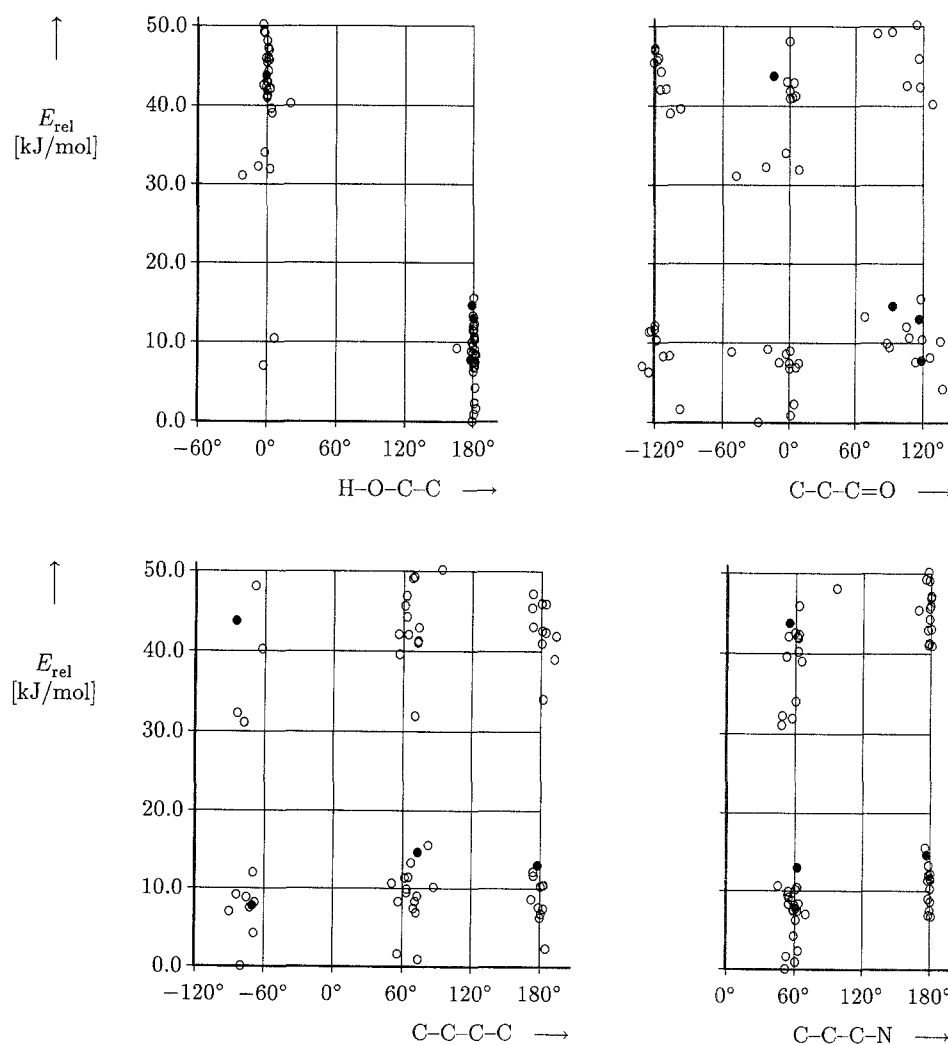 50.0
40.0
30.0
20.0
10.0
0.0
↑
E_rel
[kJ/mol]
−60° 0° 60° 120° 180°
H–O–C–C ⟶
−120° −60° 0° 60° 120°
C–C–C=O ⟶
50.0
40.0
30.0
20.0
10.0
0.0
↑
E_rel
[kJ/mol]
−120° −60° 0° 60° 120° 180°
C–C–C–C ⟶
0° 60° 120° 180°
C–C–C–N ⟶